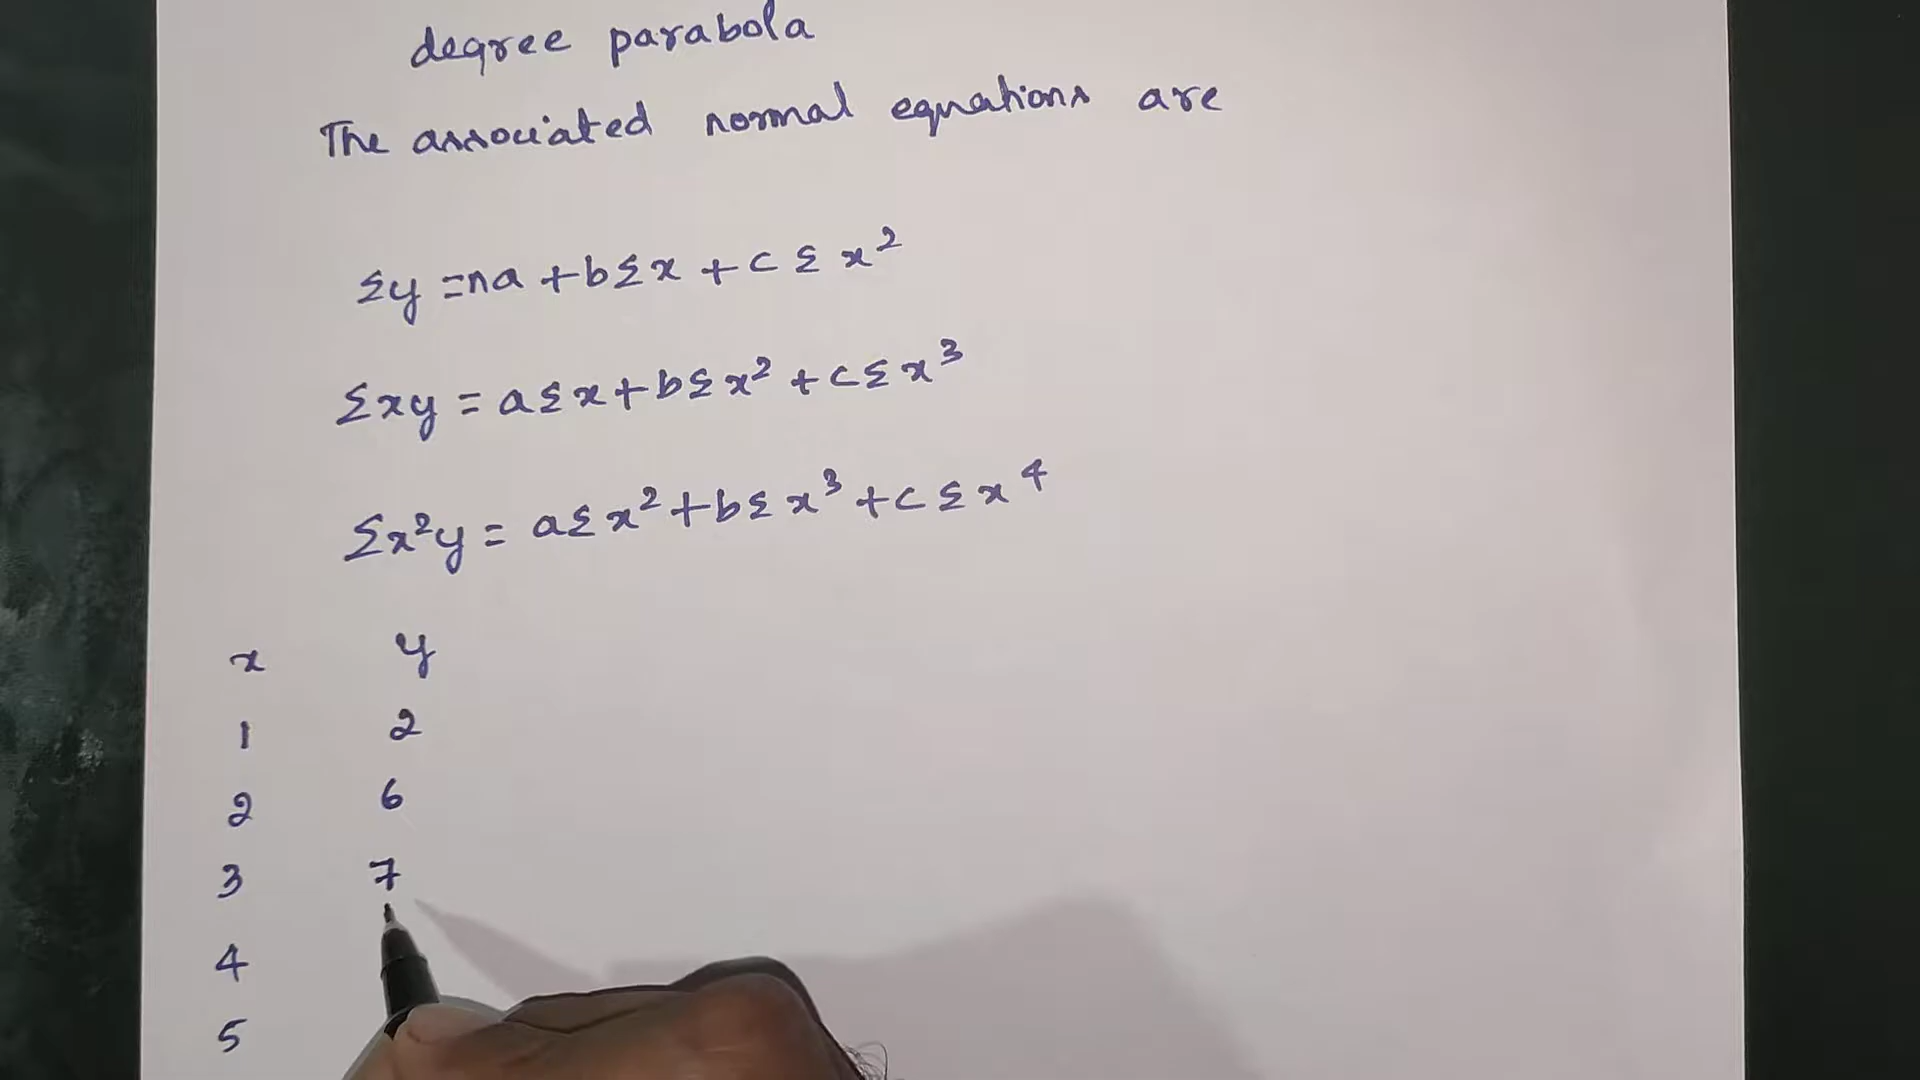 degree parabola
The associated normal equations are
Σy = na + bΣx + cΣx²
Σxy = aΣx + bΣx² + cΣx³
Σx²y = aΣx² + bΣx³ + cΣx⁴
x y
1 2
2 6
3 7
4
5